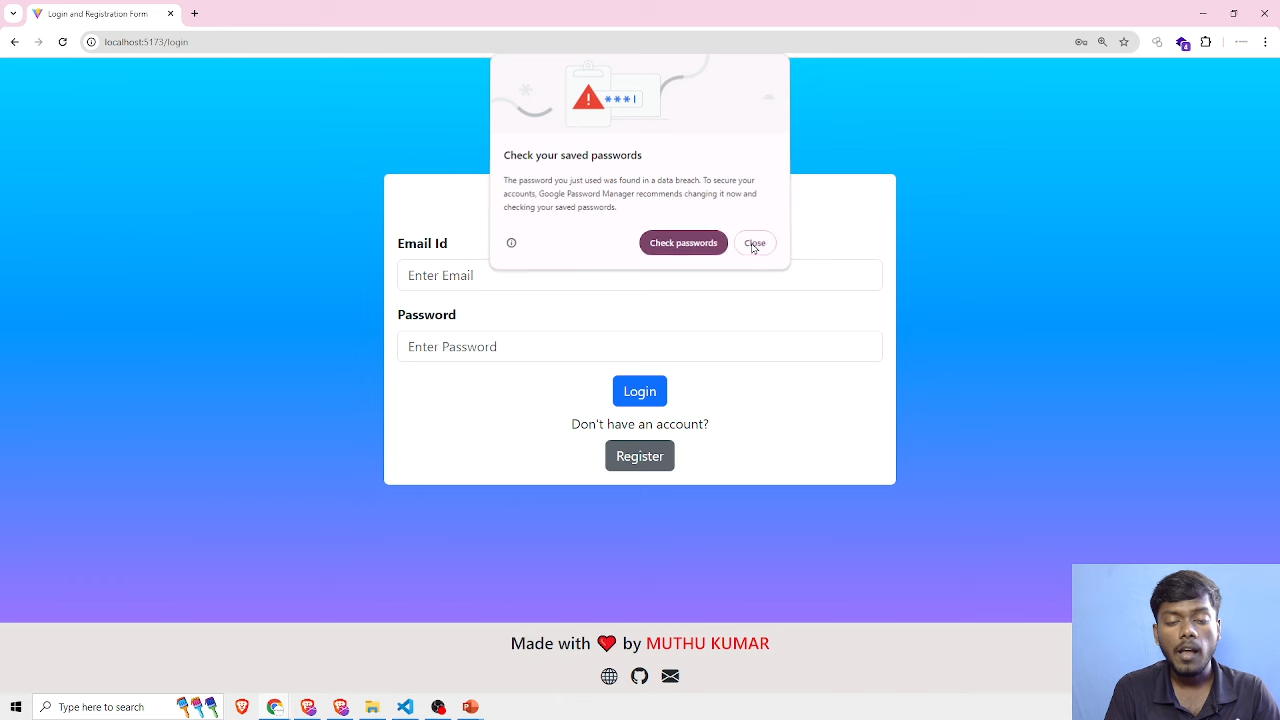 Login and Registration Form
localhost:5173/login
***|
Check your saved passwords
The password you just used was found in a data breach. To secure your
accounts, Google Password Manager recommends changing it now and
checking your saved passwords.
Check passwords
Close
Email Id
Enter Email
Password
Enter Password
Login
Don't have an account?
Register
Made with ❤ by MUTHU KUMAR
Type here to search